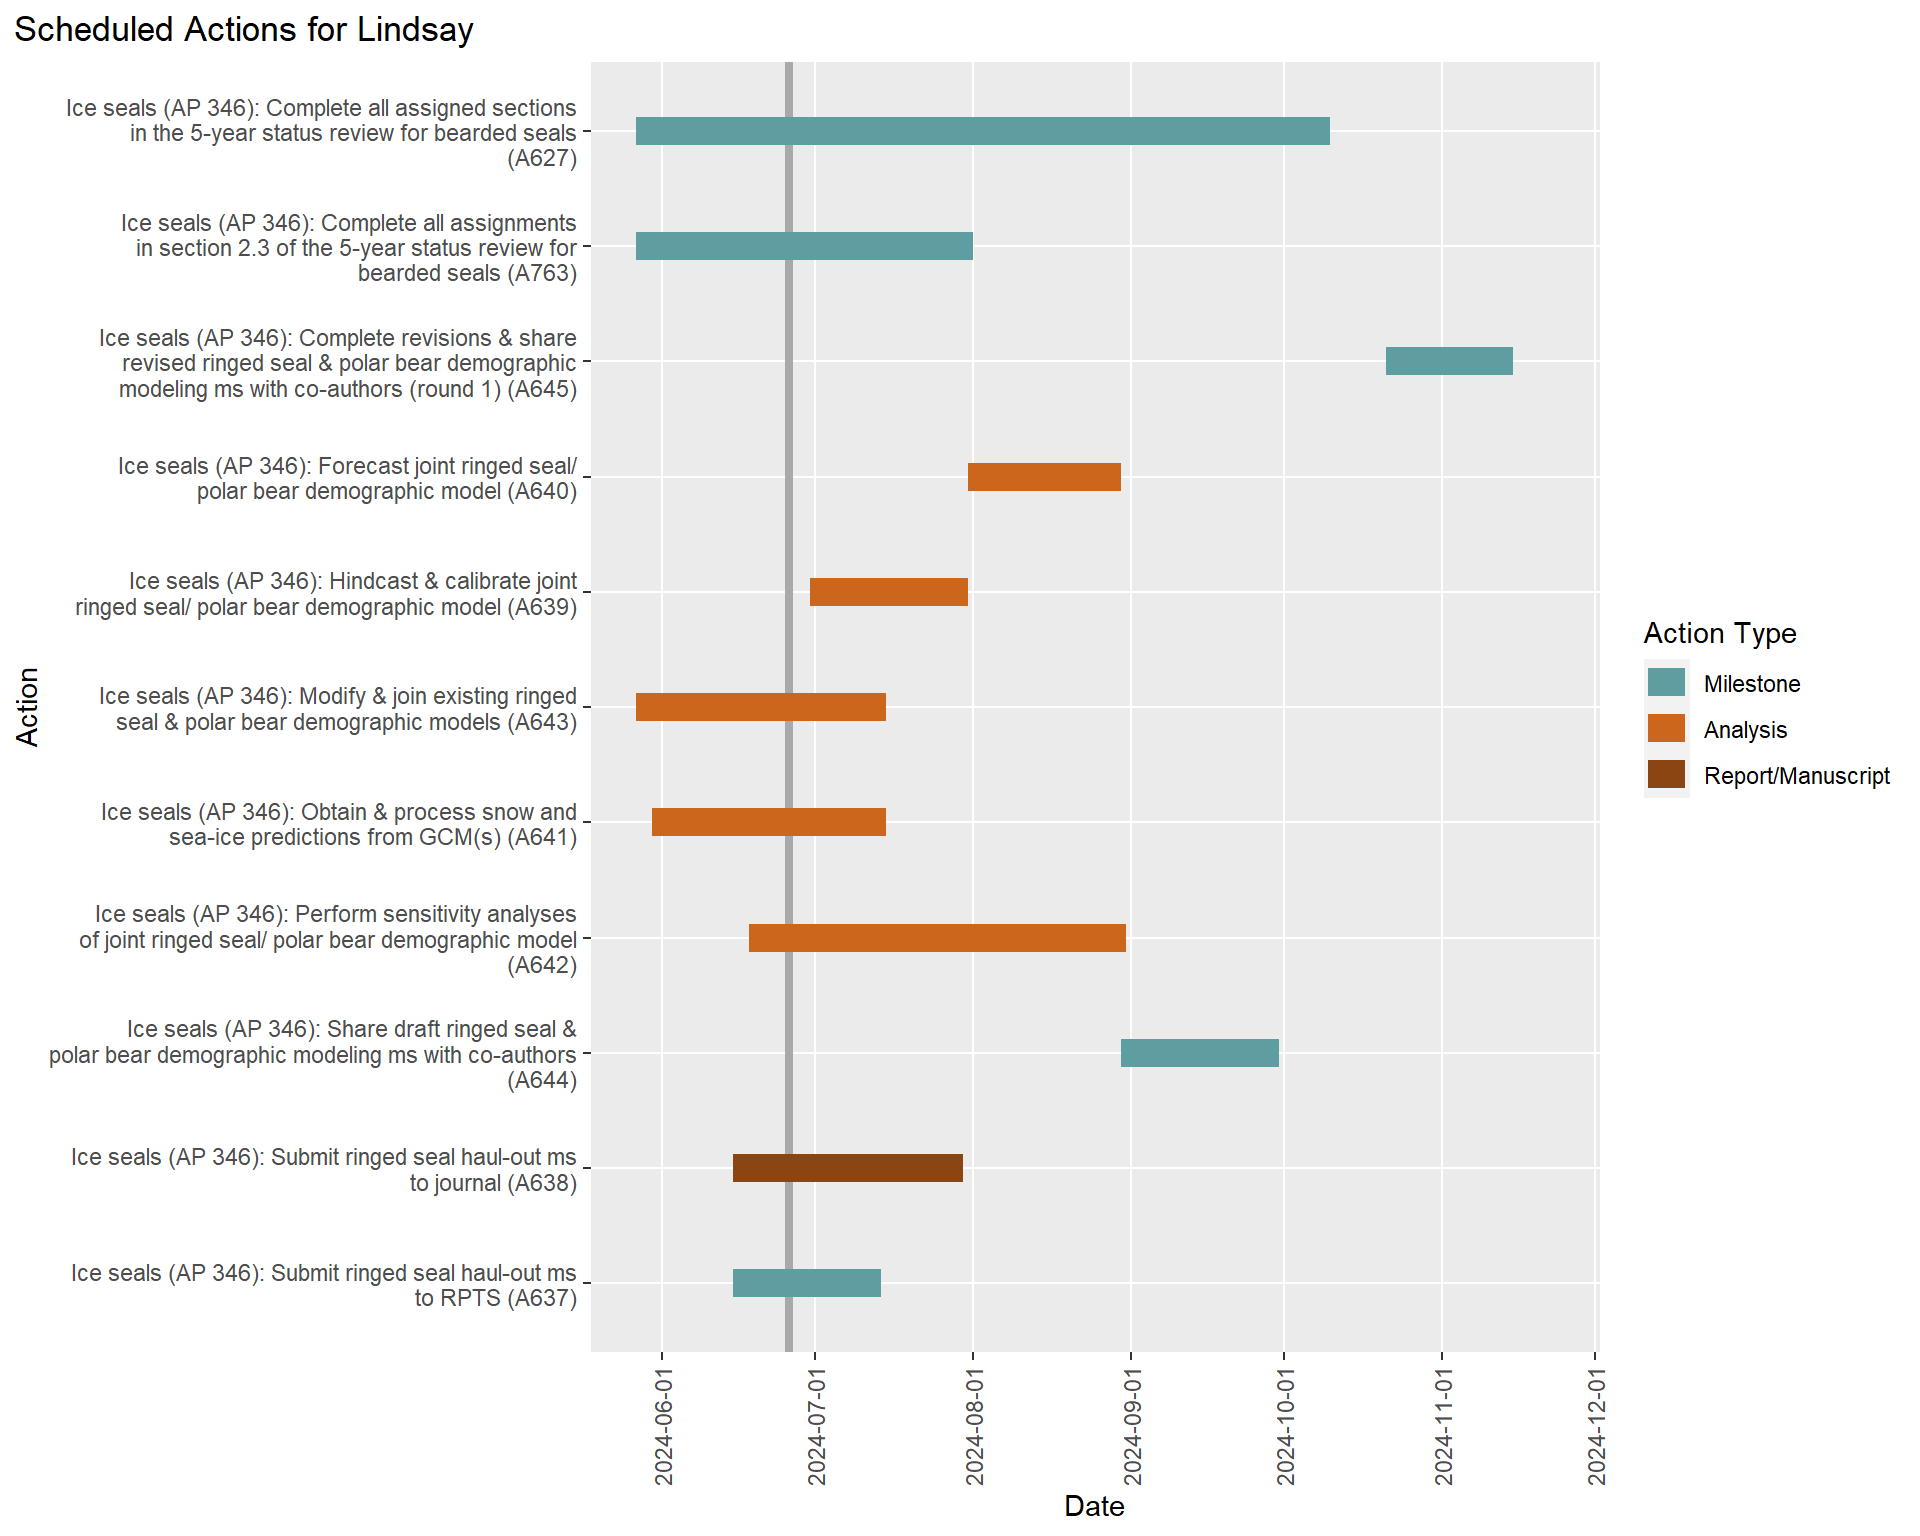 Scheduled Actions for Lindsay
Ice seals (AP 346): Complete all assigned sections
in the 5-year status review for bearded seals
(A627)
Ice seals (AP 346): Complete all assignments
in section 2.3 of the 5-year status review for
bearded seals (A763)
Ice seals (AP 346): Complete revisions & share
revised ringed seal & polar bear demographic
modeling ms with co-authors (round 1) (A645)
Ice seals (AP 346): Forecast joint ringed seal/
polar bear demographic model (A640)
Ice seals (AP 346): Hindcast & calibrate joint
ringed seal/ polar bear demographic model (A639)
Ice seals (AP 346): Modify & join existing ringed
seal & polar bear demographic models (A643)
Ice seals (AP 346): Obtain & process snow and
sea-ice predictions from GCM(s) (A641)
Ice seals (AP 346): Perform sensitivity analyses
of joint ringed seal/ polar bear demographic model
(A642)
Ice seals (AP 346): Share draft ringed seal &
polar bear demographic modeling ms with co-authors
(A644)
Ice seals (AP 346): Submit ringed seal haul-out ms
to journal (A638)
Ice seals (AP 346): Submit ringed seal haul-out ms
to RPTS (A637)
Action
2024-06-01
2024-07-01
2024-08-01
2024-09-01
2024-10-01
2024-11-01
2024-12-01
Date
Action Type
Milestone
Analysis
Report/Manuscript